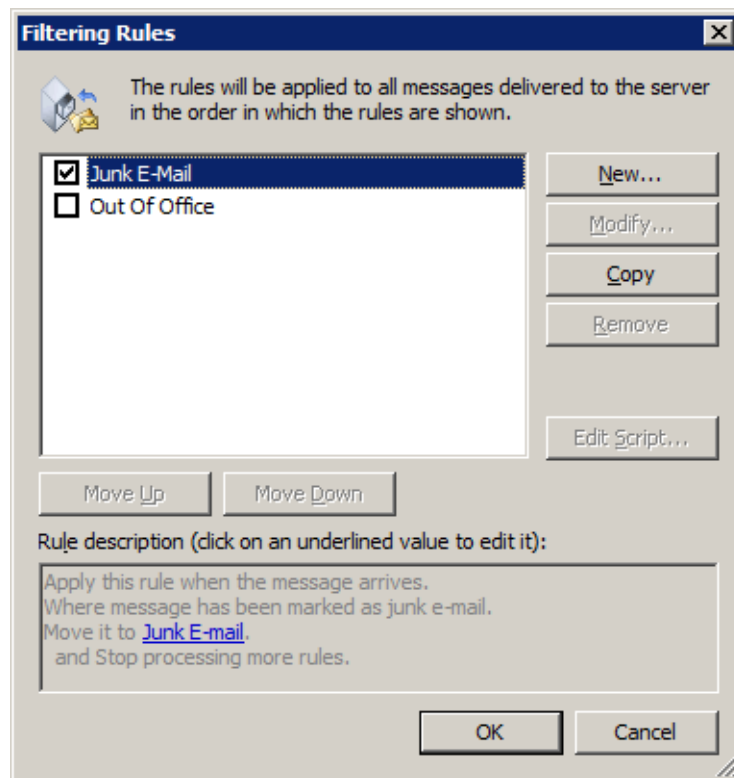 Filtering Rules
The rules will be applied to all messages delivered to the server
in the order in which the rules are shown.
Junk E-Mail
Out Of Office
New...
Modify...
Copy
Remove
Edit Script...
Move Up
Move Down
Rule description (click on an underlined value to edit it):
Apply this rule when the message arrives.
Where message has been marked as junk e-mail.
Move it to Junk E-mail.
and Stop processing more rules.
OK
Cancel